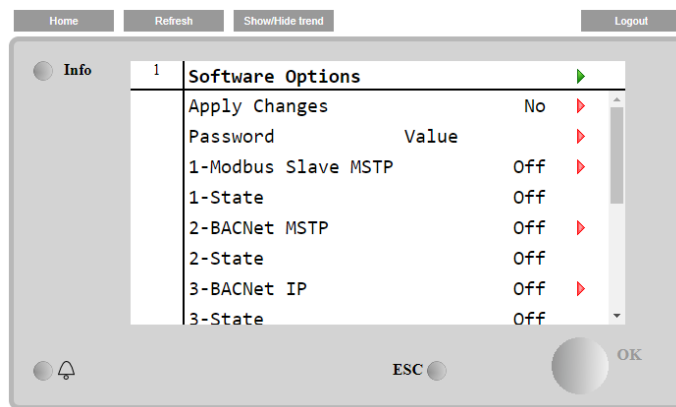 Home Refresh Show/Hide trend Logout
Info
1 Software Options
Apply Changes No
Password Value
1-Modbus Slave MSTP Off
1-State Off
2-BACNet MSTP Off
2-State Off
3-BACNet IP Off
3-State Off
ESC OK